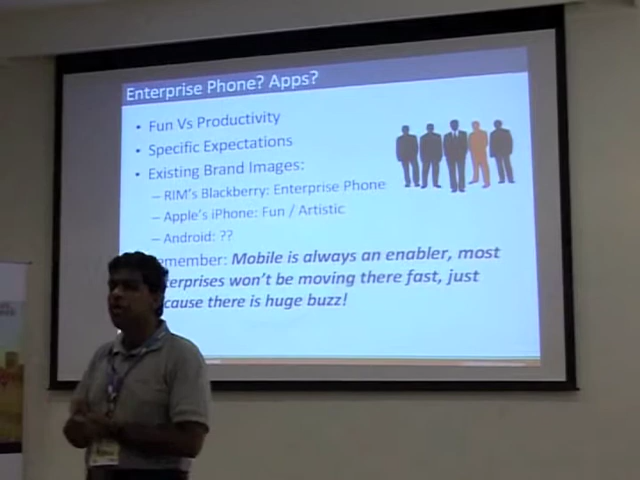 Enterprise Phone? Apps?
• Fun Vs Productivity
• Specific Expectations
• Existing Brand Images:
– RIM's Blackberry: Enterprise Phone
– Apple's iPhone: Fun / Artistic
– Android: ??
emember: Mobile is always an enabler, most
terprises won't be moving there fast, just
cause there is huge buzz!